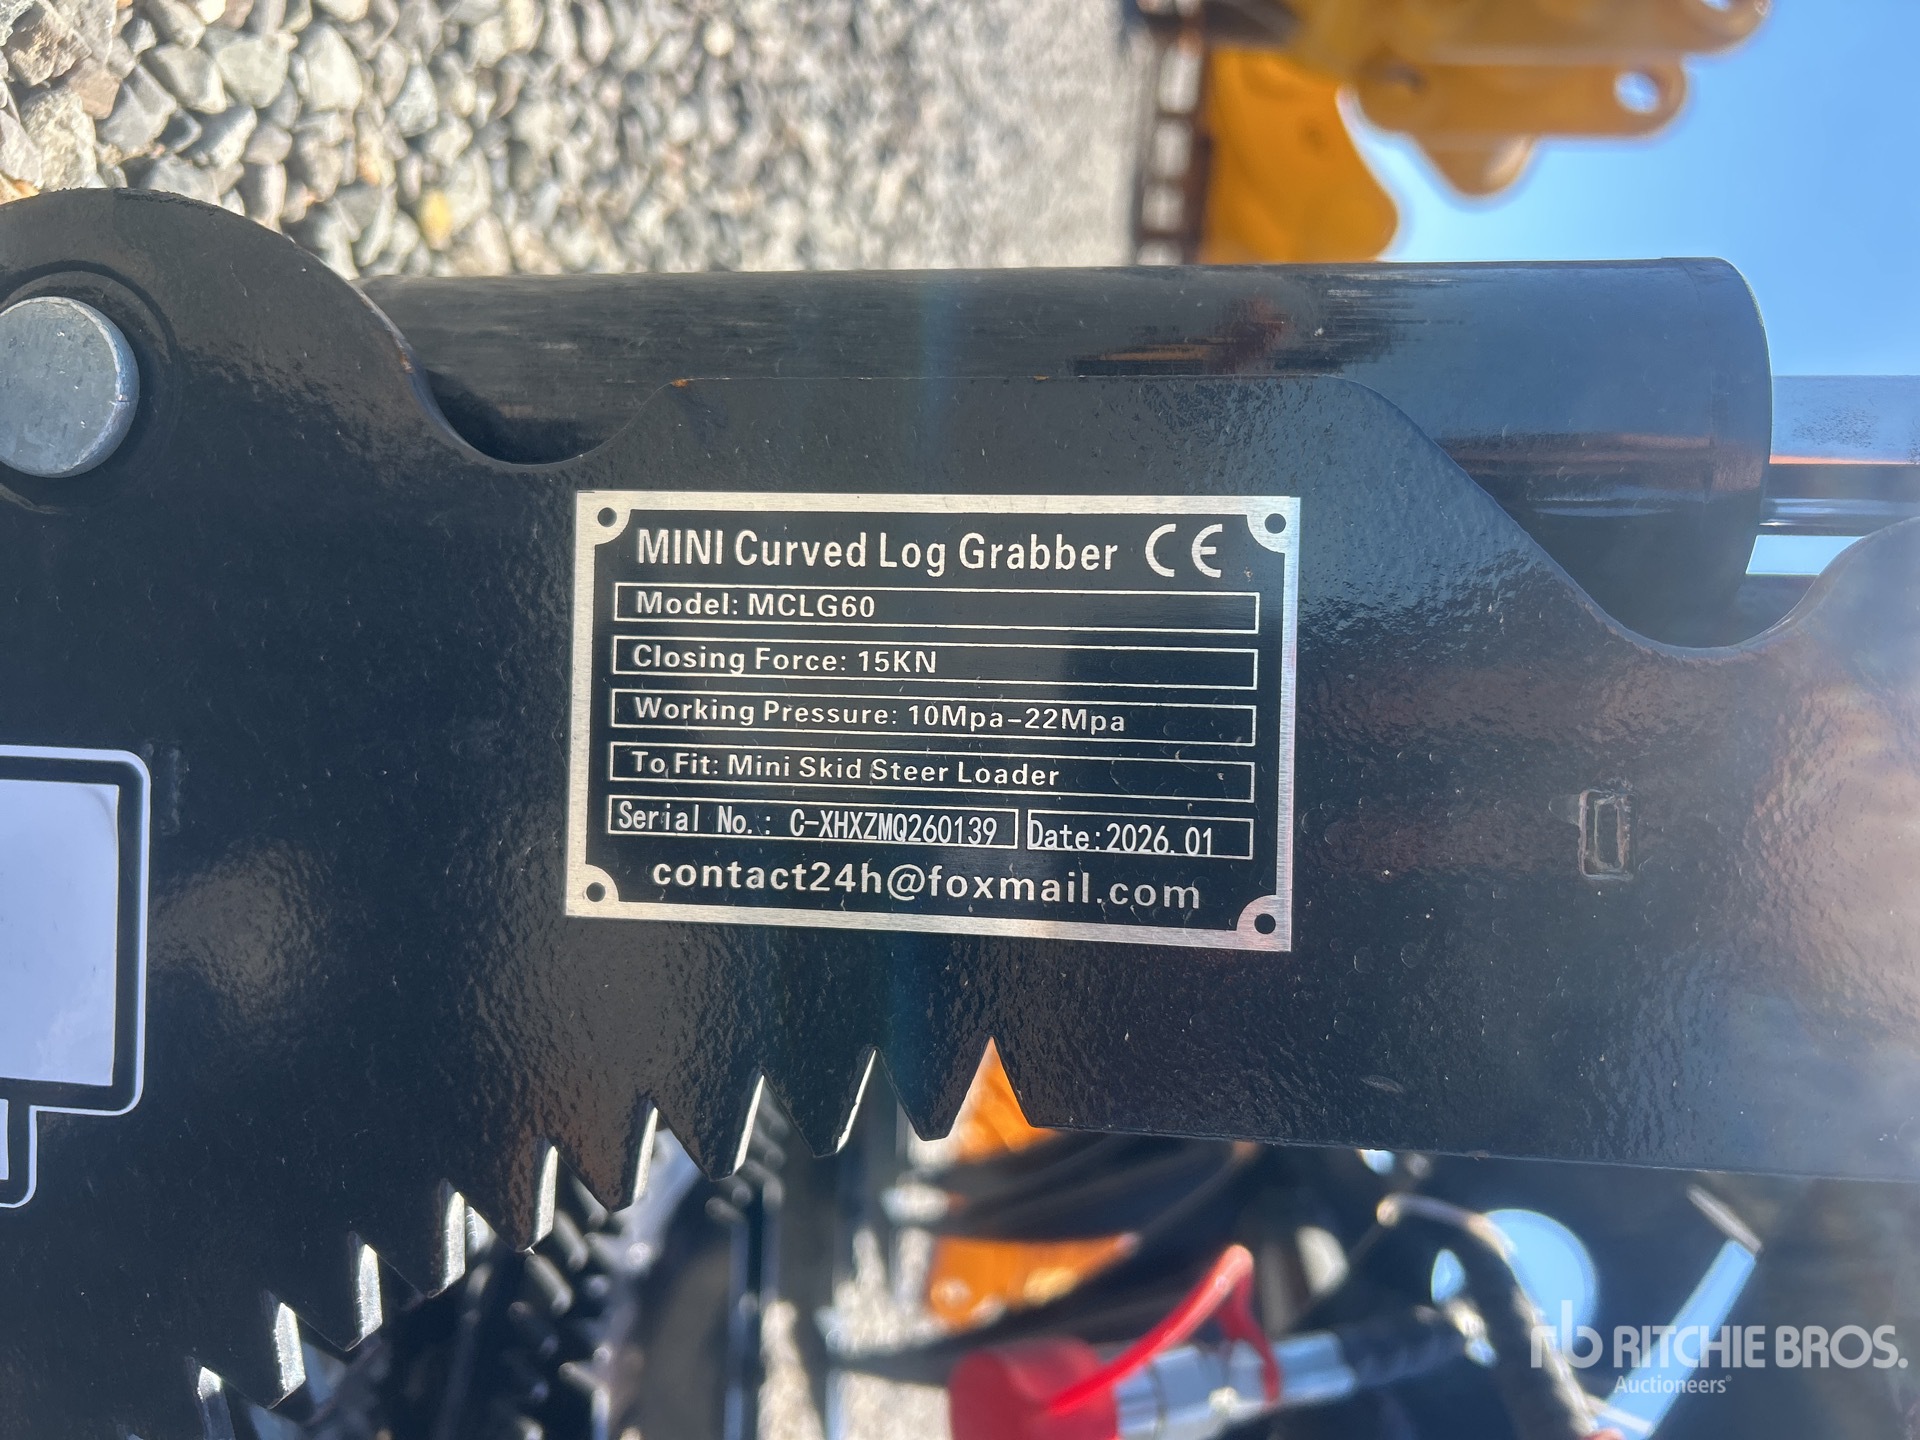 MINI Curved Log Grabber CE
Model: MCLG60
Closing Force: 15KN
Working Pressure: 10Mpa-22Mpa
To Fit: Mini Skid Steer Loader
Serial No.: C-XHXZMQ260139 Date:2026.01
contact24h@foxmail.com
rb RITCHIE BROS.
Auctioneers